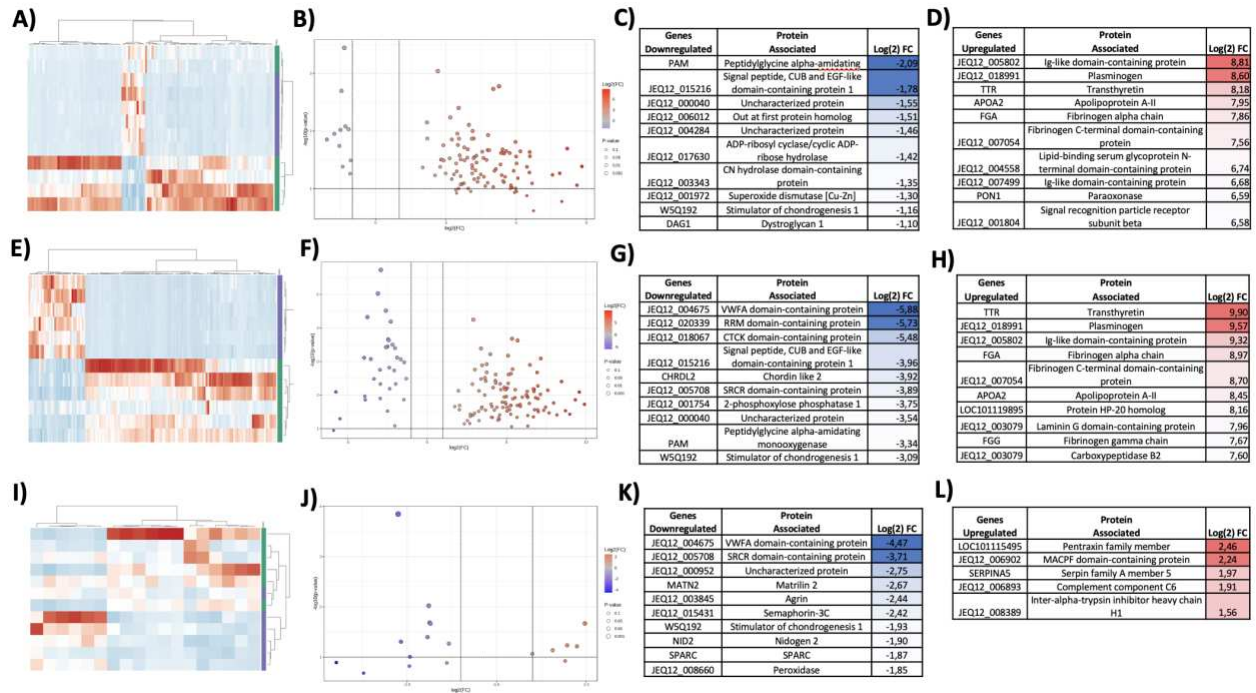 A)
B)
C)
D)
Genes Downregulated
Protein Associated
Log(2) FC
PAM Peptidylglycine alpha-amidating -2,09
JEQ12_015216 Signal peptide, CUB and EGF-like domain-containing protein 1 -1,78
JEQ12_000040 Uncharacterized protein -1,55
JEQ12_006012 Out at first protein homolog -1,51
JEQ12_004284 Uncharacterized protein -1,46
JEQ12_017630 ADP-ribosyl cyclase/cyclic ADP-ribose hydrolase -1,42
JEQ12_003343 CN hydrolase domain-containing protein -1,35
JEQ12_001972 Superoxide dismutase [Cu-Zn] -1,30
W5Q192 Stimulator of chondrogenesis 1 -1,16
DAG1 Dystroglycan 1 -1,10
Genes Upregulated
Protein Associated
Log(2) FC
JEQ12_005802 Ig-like domain-containing protein 8,81
JEQ12_018991 Plasminogen 8,60
TTR Transthyretin 8,18
APOA2 Apolipoprotein A-II 7,95
FGA Fibrinogen alpha chain 7,86
JEQ12_007054 Fibrinogen C-terminal domain-containing protein 7,56
JEQ12_004558 Lipid-binding serum glycoprotein N-terminal domain-containing protein 6,74
JEQ12_007499 Ig-like domain-containing protein 6,68
PON1 Paraoxonase 6,59
JEQ12_001804 Signal recognition particle receptor subunit beta 6,58
log2(FC)
-log10(p-value)
Log2(FC)
P-value
E)
F)
G)
H)
Genes Downregulated
Protein Associated
Log(2) FC
JEQ12_004675 VWFA domain-containing protein -5,88
JEQ12_020339 RRM domain-containing protein -5,73
JEQ12_018067 CTCK domain-containing protein -5,48
JEQ12_015216 Signal peptide, CUB and EGF-like domain-containing protein 1 -3,96
CHRDL2 Chordin like 2 -3,92
JEQ12_005708 SRCR domain-containing protein -3,89
JEQ12_001754 2-phosphoxylose phosphatase 1 -3,75
JEQ12_000040 Uncharacterized protein -3,54
PAM Peptidylglycine alpha-amidating monooxygenase -3,34
W5Q192 Stimulator of chondrogenesis 1 -3,09
Genes Upregulated
Protein Associated
Log(2) FC
TTR Transthyretin 9,90
JEQ12_018991 Plasminogen 9,57
JEQ12_005802 Ig-like domain-containing protein 9,32
FGA Fibrinogen alpha chain 8,97
JEQ12_007054 Fibrinogen C-terminal domain-containing protein 8,70
APOA2 Apolipoprotein A-II 8,45
LOC101119895 Protein HP-20 homolog 8,16
JEQ12_003079 Laminin G domain-containing protein 7,96
FGG Fibrinogen gamma chain 7,67
JEQ12_003079 Carboxypeptidase B2 7,60
log2(FC)
-log10(p-value)
Log2(FC)
P-value
I)
J)
K)
L)
Genes Downregulated
Protein Associated
Log(2) FC
JEQ12_004675 VWFA domain-containing protein -4,47
JEQ12_005708 SRCR domain-containing protein -3,71
JEQ12_000952 Uncharacterized protein -2,75
MATN2 Matrilin 2 -2,67
JEQ12_003845 Agrin -2,44
JEQ12_015431 Semaphorin-3C -2,42
W5Q192 Stimulator of chondrogenesis 1 -1,93
NID2 Nidogen 2 -1,90
SPARC SPARC -1,87
JEQ12_008660 Peroxidase -1,85
Genes Upregulated
Protein Associated
Log(2) FC
LOC101115495 Pentraxin family member 2,46
JEQ12_006902 MACPF domain-containing protein 2,24
SERPINA5 Serpin family A member 5 1,97
JEQ12_006893 Complement component C6 1,91
JEQ12_008389 Inter-alpha-trypsin inhibitor heavy chain H1 1,56
log2(FC)
-log10(p-value)
Log2(FC)
P-value